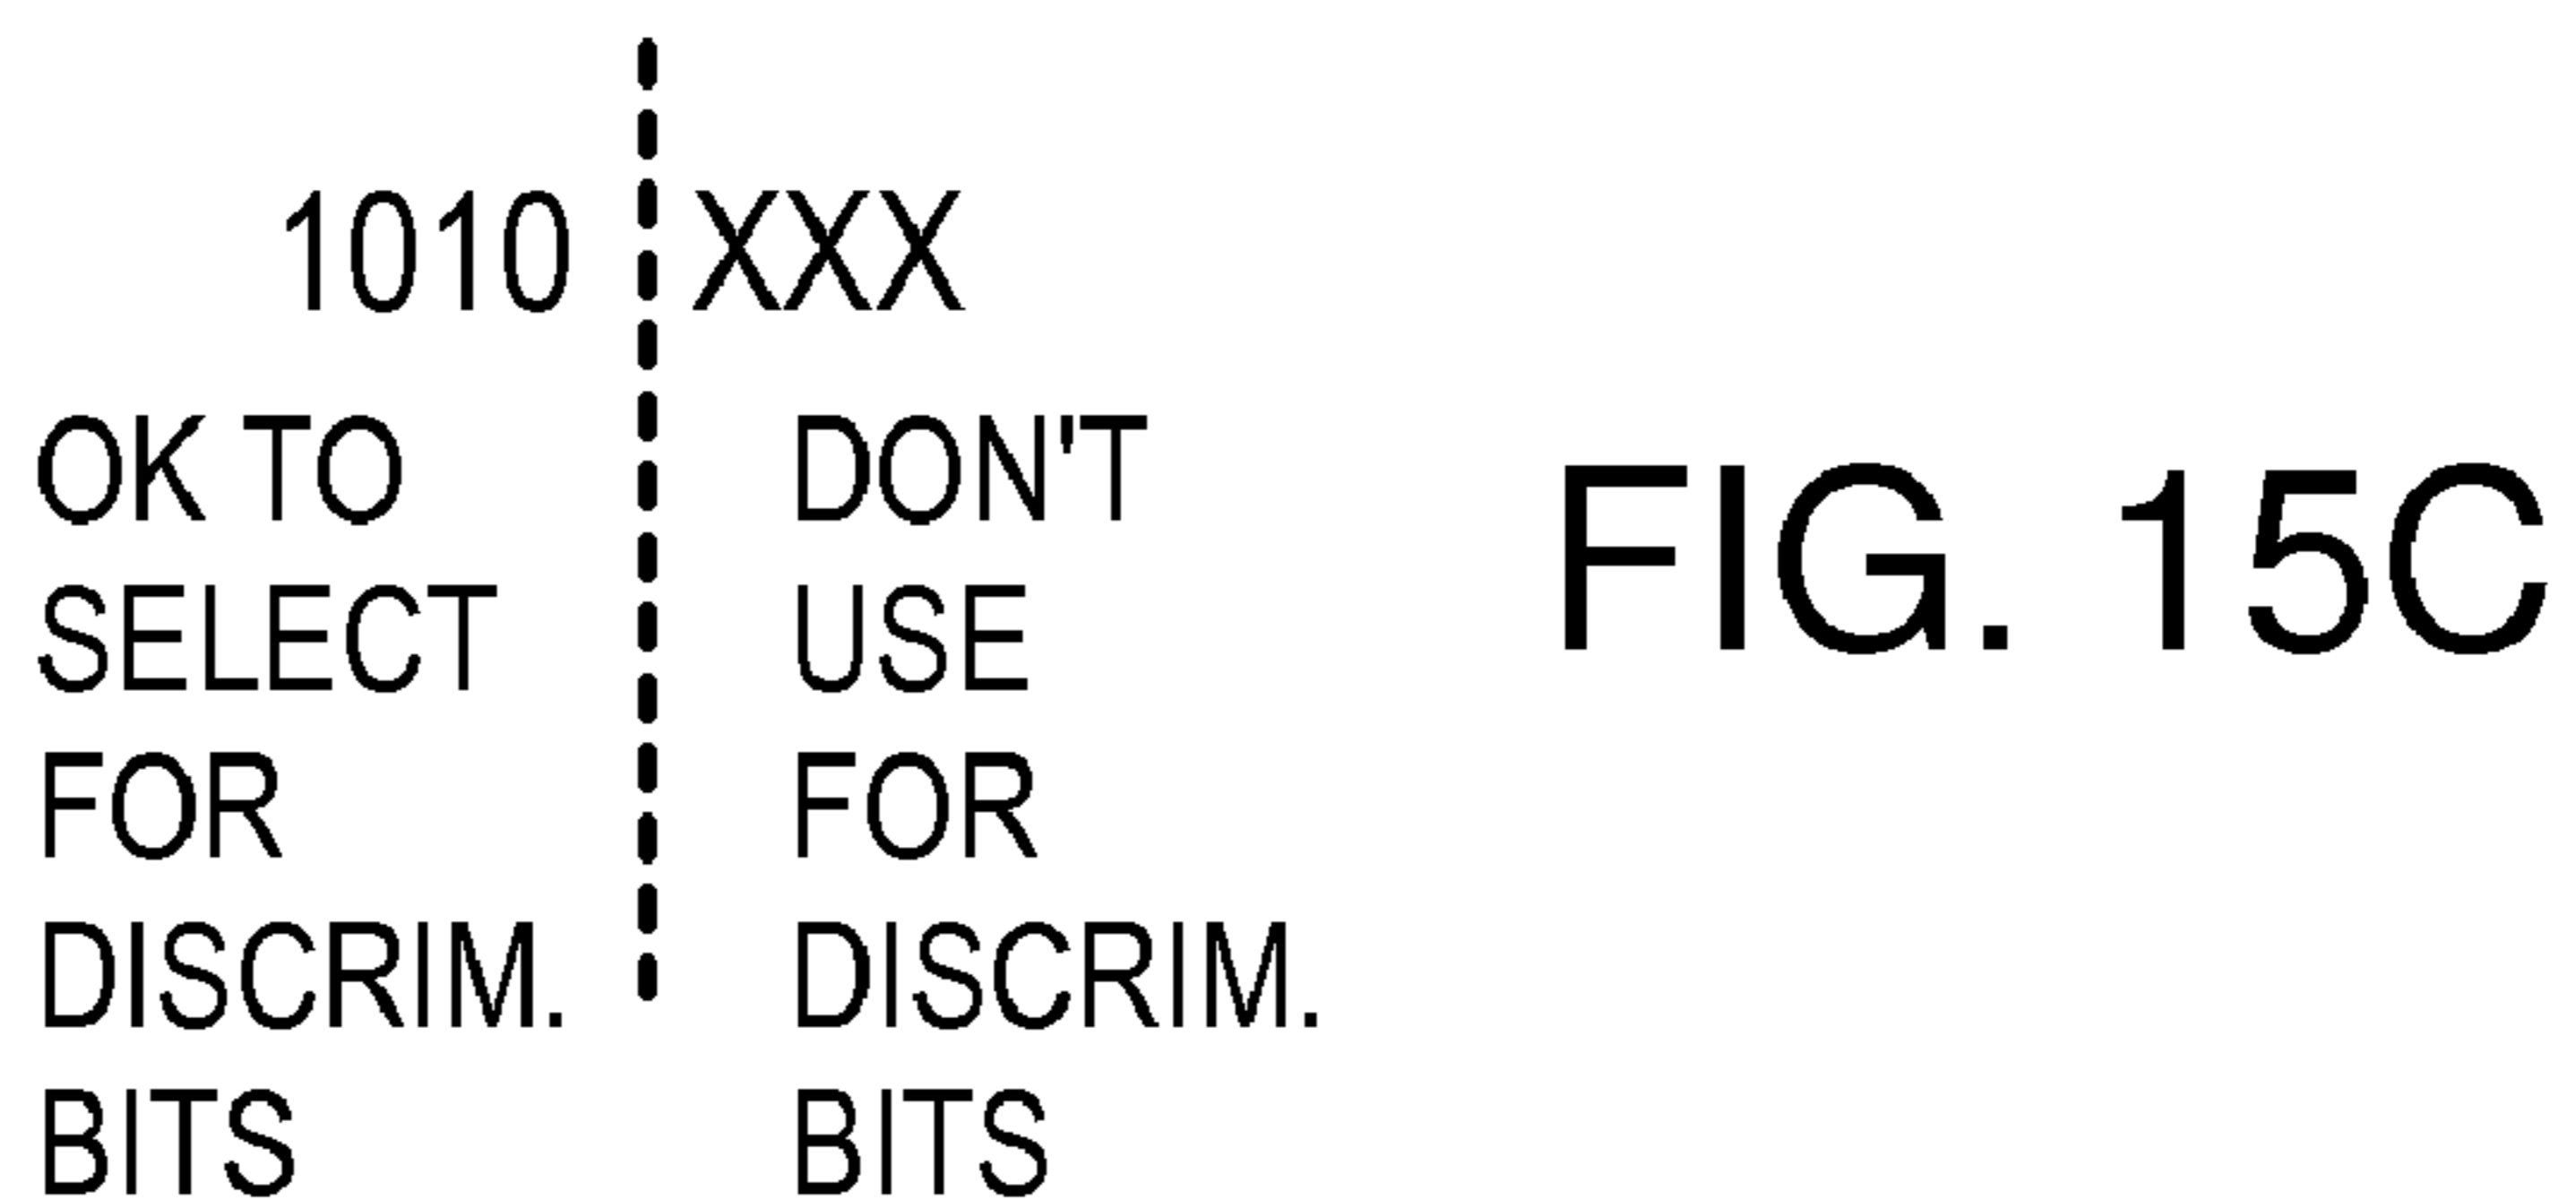 1010 XXX
OK TO
SELECT
FOR
DISCRIM.
BITS
DON'T
USE
FOR
DISCRIM.
BITS
FIG. 15C